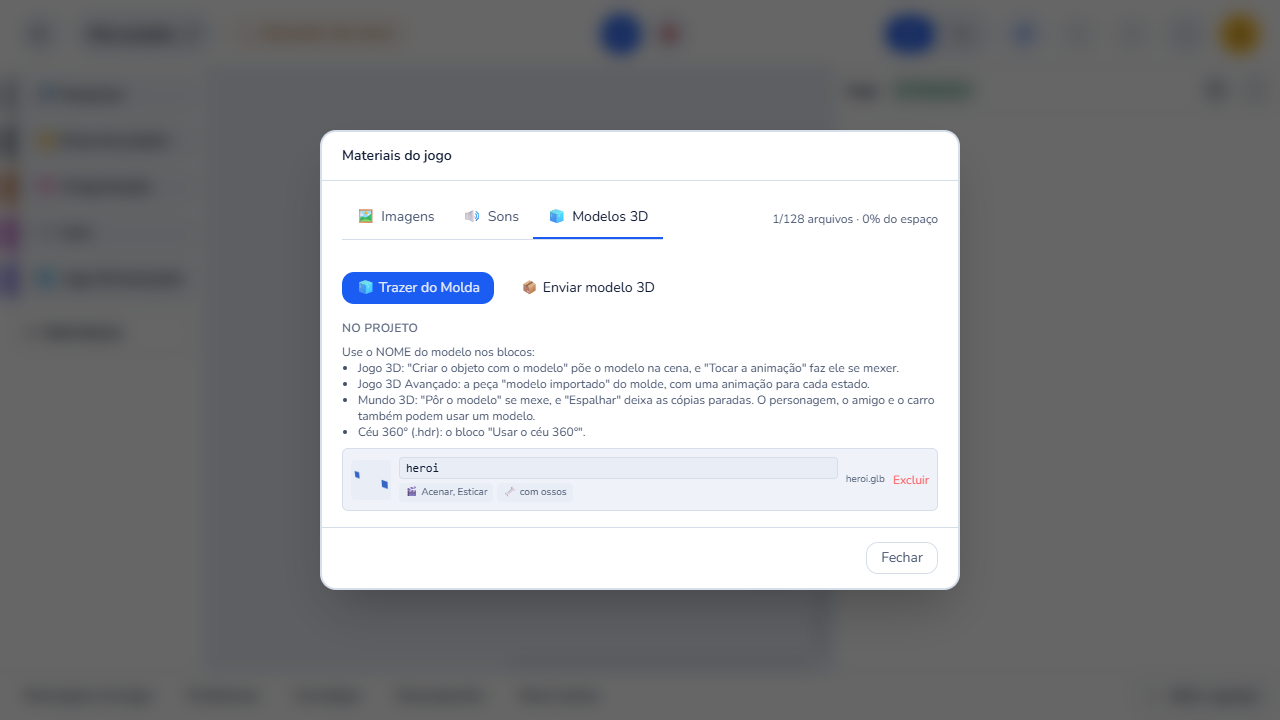 Materiais do jogo
Imagens
Sons
Modelos 3D
1/128 arquivos · 0% do espaço
Trazer do Molda
Enviar modelo 3D
NO PROJETO
Use o NOME do modelo nos blocos:
• Jogo 3D: "Criar o objeto com o modelo" põe o modelo na cena, e "Tocar a animação" faz ele se mexer.
• Jogo 3D Avançado: a peça "modelo importado" do molde, com uma animação para cada estado.
• Mundo 3D: "Pôr o modelo" se mexe, e "Espalhar" deixa as cópias paradas. O personagem, o amigo e o carro
também podem usar um modelo.
• Céu 360° (.hdr): o bloco "Usar o céu 360°".
heroi
Acenar, Esticar
com ossos
heroi.glb
Excluir
Fechar